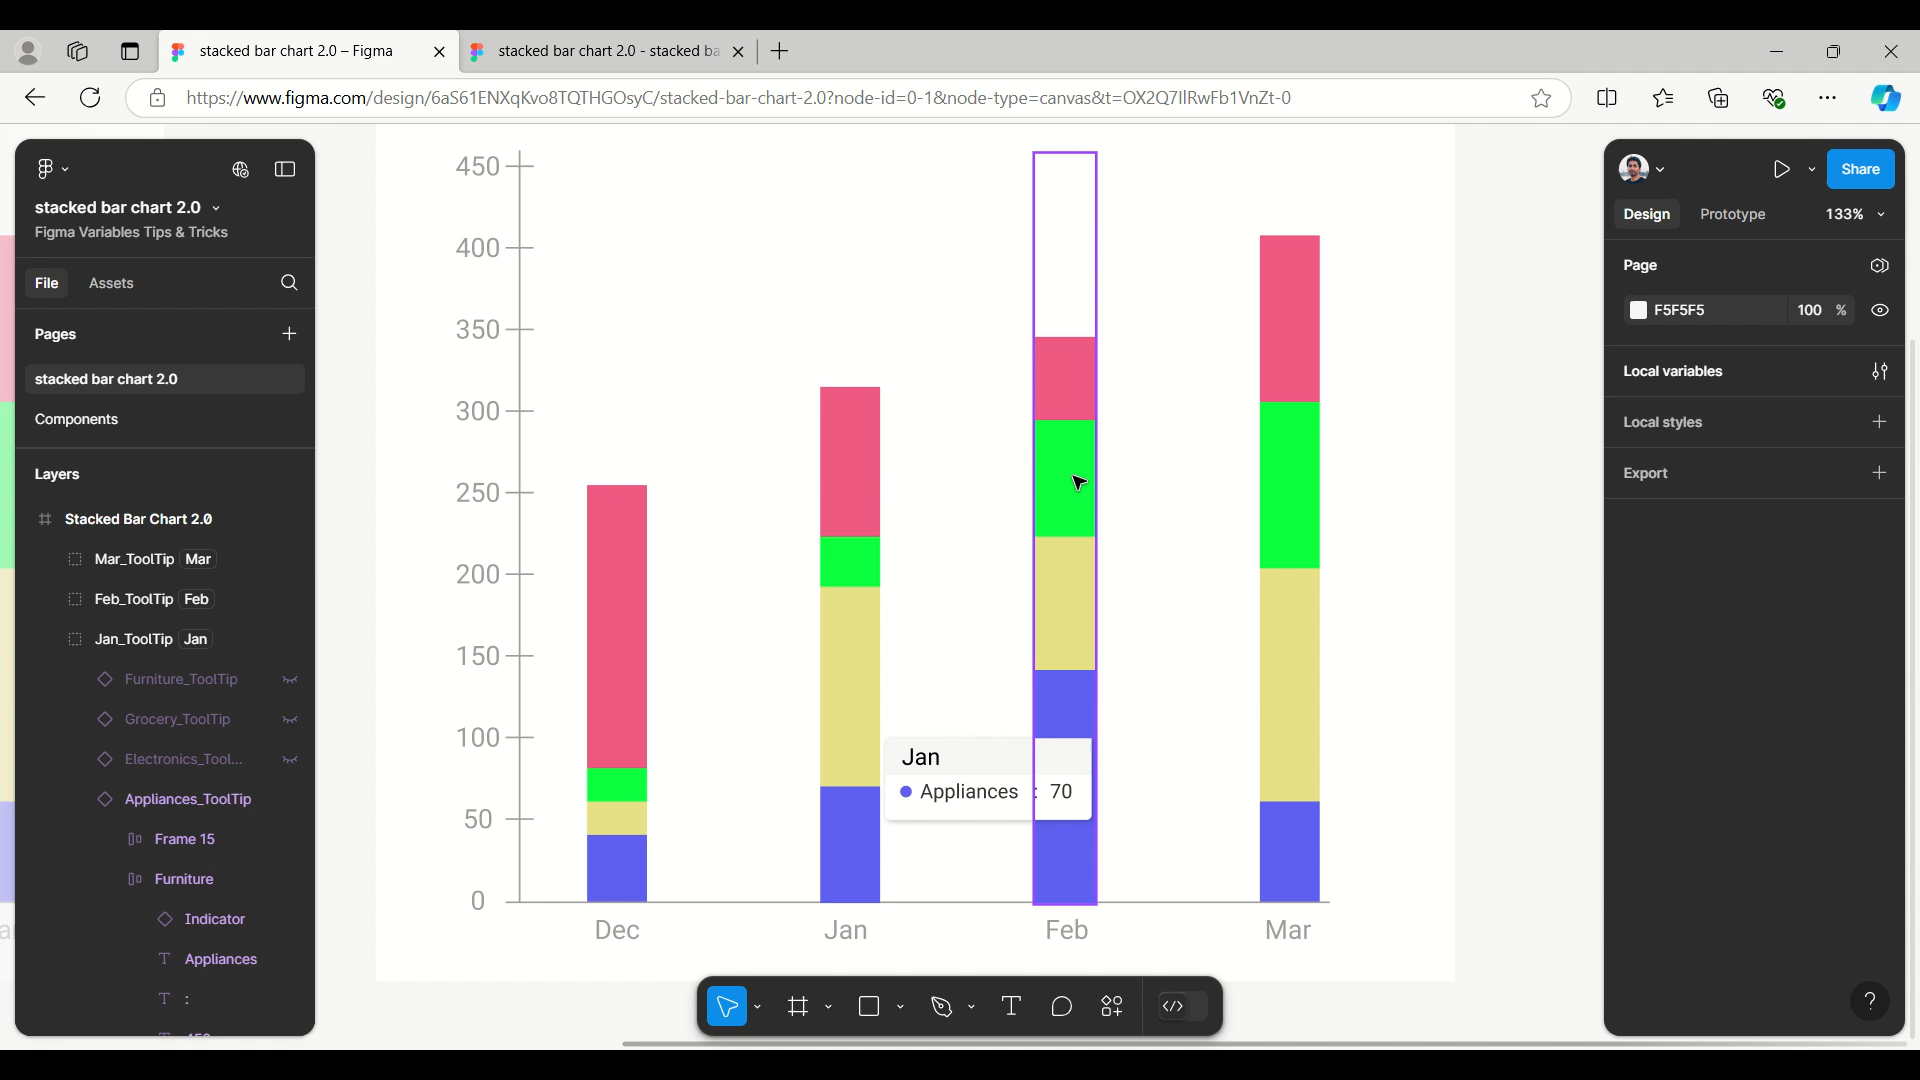 stacked bar chart 2.0 – Figma
stacked bar chart 2.0 - stacked ba
https://www.figma.com/design/6aS61ENXqKvo8TQTHGOsyC/stacked-bar-chart-2.0?node-id=0-1&node-type=canvas&t=OX2Q7IlRwFb1VnZt-0
stacked bar chart 2.0
Figma Variables Tips & Tricks
File
Assets
Pages
stacked bar chart 2.0
Components
Layers
Stacked Bar Chart 2.0
Mar_ToolTip Mar
Feb_ToolTip Feb
Jan_ToolTip Jan
Furniture_ToolTip
Grocery_ToolTip
Electronics_Tool...
Appliances_ToolTip
Frame 15
Furniture
Indicator
Appliances
:
450
400
350
300
250
200
150
100
50
0
Jan
Appliances : 70
Dec
Jan
Feb
Mar
Share
Design
Prototype
133%
Page
F5F5F5
100 %
Local variables
Local styles
Export
?